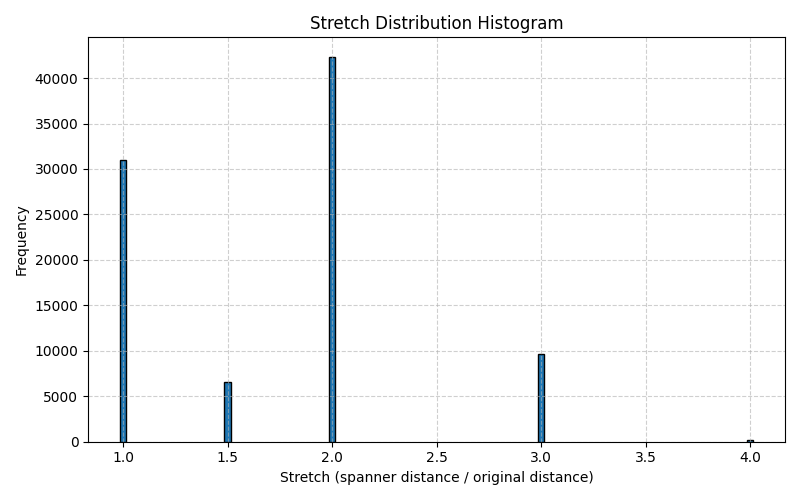 Stretch Distribution Histogram
Frequency
40000
35000
30000
25000
20000
15000
10000
5000
0
1.0 1.5 2.0 2.5 3.0 3.5 4.0
Stretch (spanner distance / original distance)